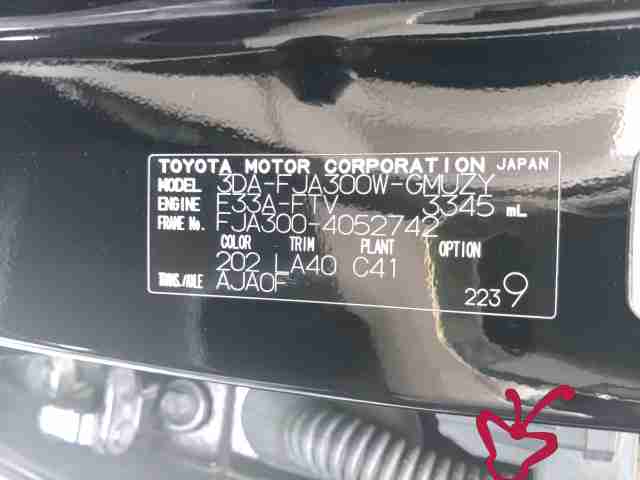 TOYOTA MOTOR CORPORATION JAPAN
MODEL 3DA-FJA300W-GMUZY
ENGINE F33A-FTV 3345 mL
FRAME No. FJA300-4052742
COLOR TRIM PLANT OPTION
202 LA40 C41
TRANS./AXLE AJA0F
2239